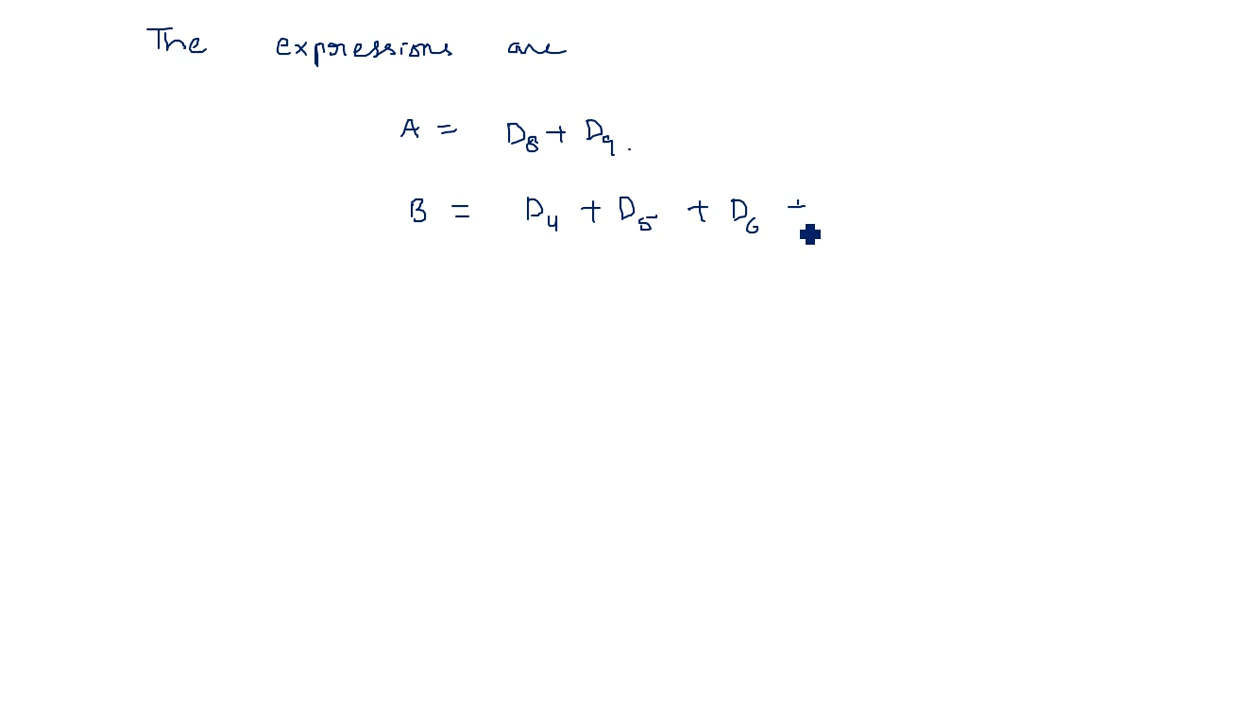 The expressions are
A = D₈ + D₉.
B = D₄ + D₅ + D₆ +